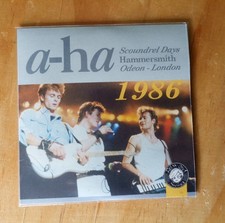 a-ha
Scoundrel Days
Hammersmith
Odeon - London
1986